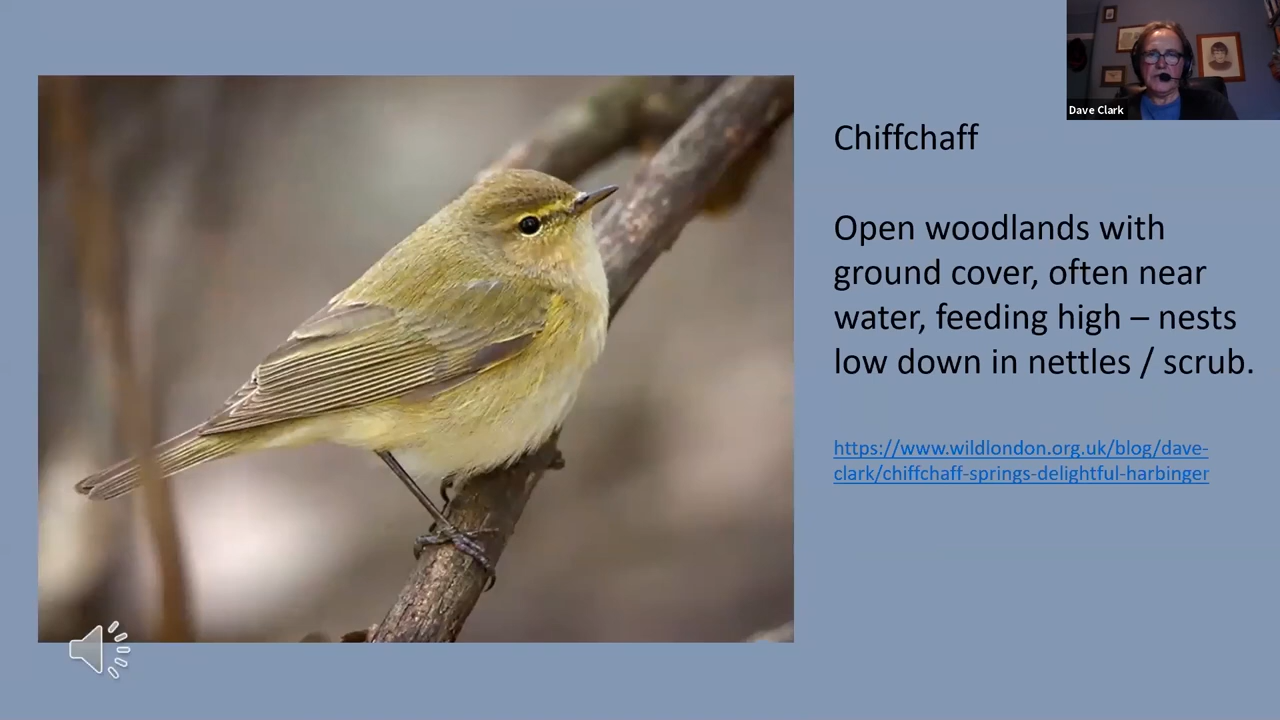 Dave Clark
Chiffchaff
Open woodlands with
ground cover, often near
water, feeding high – nests
low down in nettles / scrub.
https://www.wildlondon.org.uk/blog/dave-
clark/chiffchaff-springs-delightful-harbinger